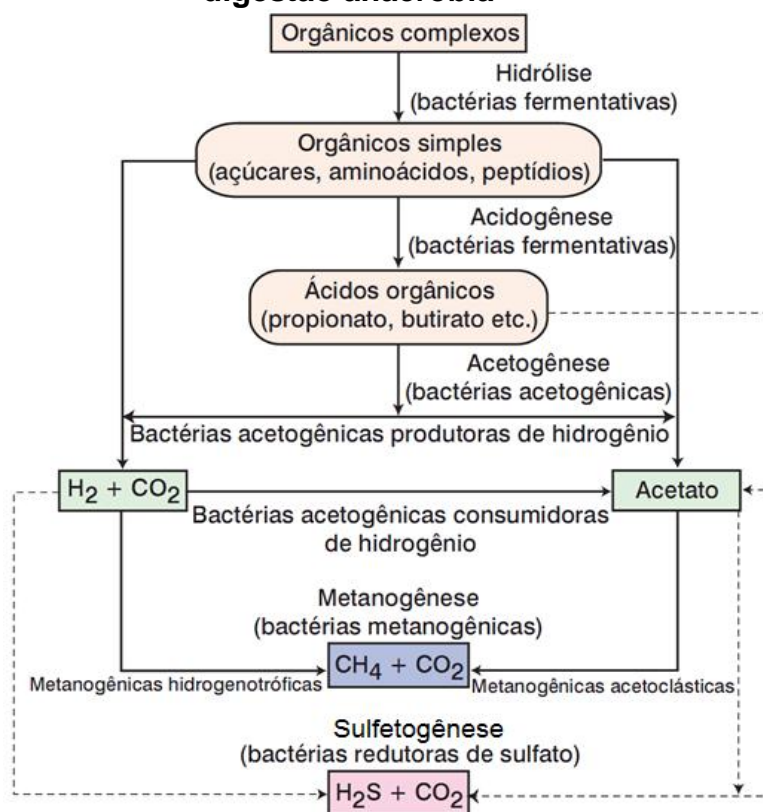 digestão anaeróbia
Orgânicos complexos
Hidrólise
(bactérias fermentativas)
Orgânicos simples
(açúcares, aminoácidos, peptídios)
Acidogênese
(bactérias fermentativas)
Ácidos orgânicos
(propionato, butirato etc.)
Acetogênese
(bactérias acetogênicas)
Bactérias acetogênicas produtoras de hidrogênio
H₂ + CO₂
Acetato
Bactérias acetogênicas consumidoras
de hidrogênio
Metanogênese
(bactérias metanogênicas)
CH₄ + CO₂
Metanogênicas hidrogenotróficas
Metanogênicas acetoclásticas
Sulfetogênese
(bactérias redutoras de sulfato)
H₂S + CO₂